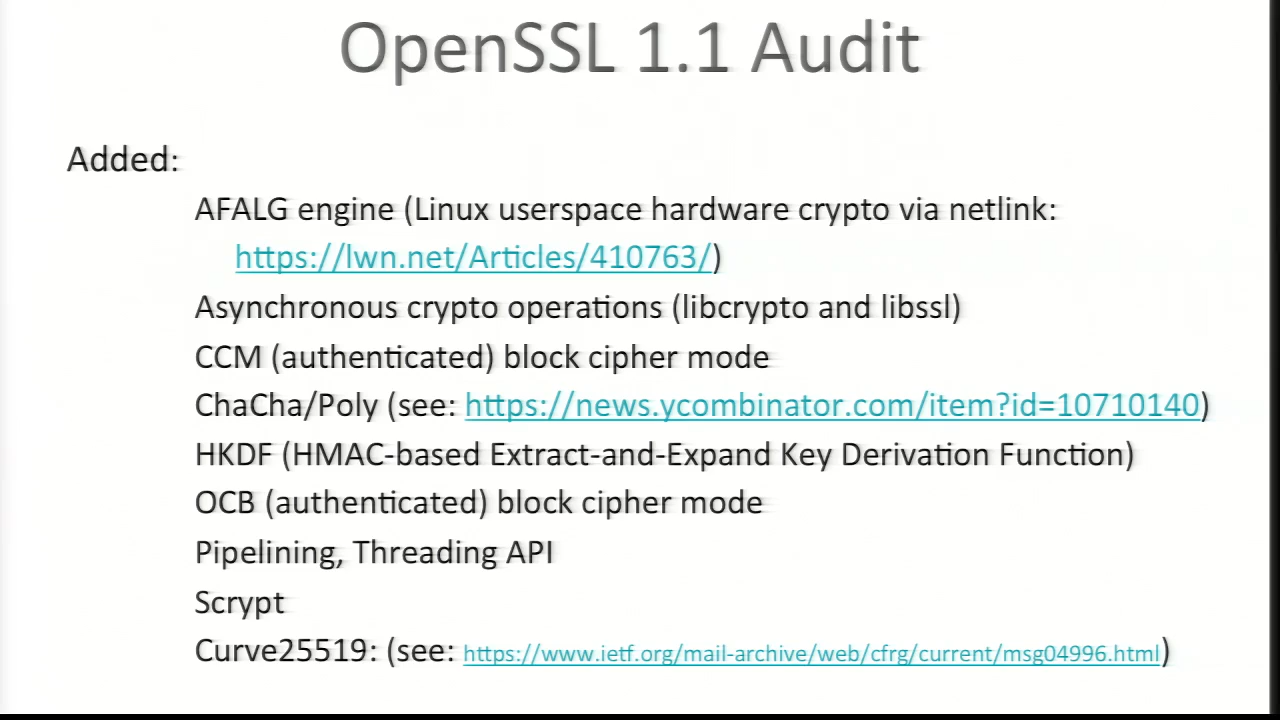 OpenSSL 1.1 Audit
Added:
AFALG engine (Linux userspace hardware crypto via netlink:
https://lwn.net/Articles/410763/)
Asynchronous crypto operations (libcrypto and libssl)
CCM (authenticated) block cipher mode
ChaCha/Poly (see: https://news.ycombinator.com/item?id=10710140)
HKDF (HMAC-based Extract-and-Expand Key Derivation Function)
OCB (authenticated) block cipher mode
Pipelining, Threading API
Scrypt
Curve25519: (see: https://www.ietf.org/mail-archive/web/cfrg/current/msg04996.html)